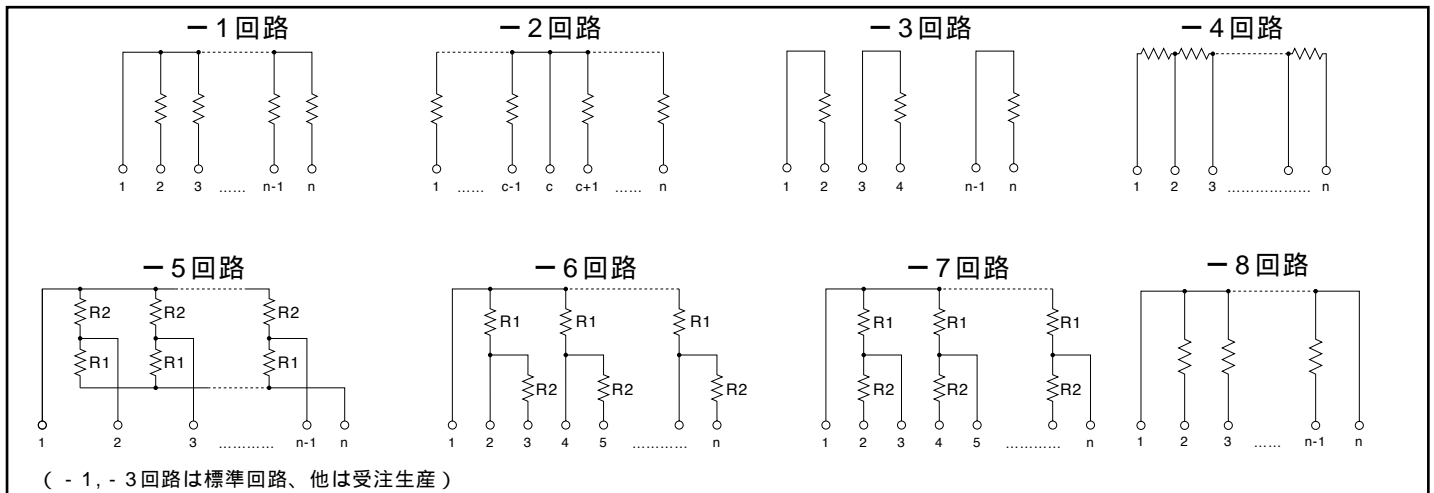 －1回路 －2回路 －3回路 －4回路
1 2 3 ...... n-1 n
1 ...... c-1 c c+1 ...... n
1 2 3 4 n-1 n
1 2 3 .................. n
－5回路 －6回路 －7回路 －8回路
R2 R2 R2
R1 R1 R1
1 2 3 ............ n-1 n
R1 R1 R1
R2 R2 R2
1 2 3 4 5 ............ n
R1 R1 R1
R2 R2 R2
1 2 3 4 5 ............ n
1 2 3 ...... n-1 n
（ - 1, - 3回路は標準回路、他は受注生産）